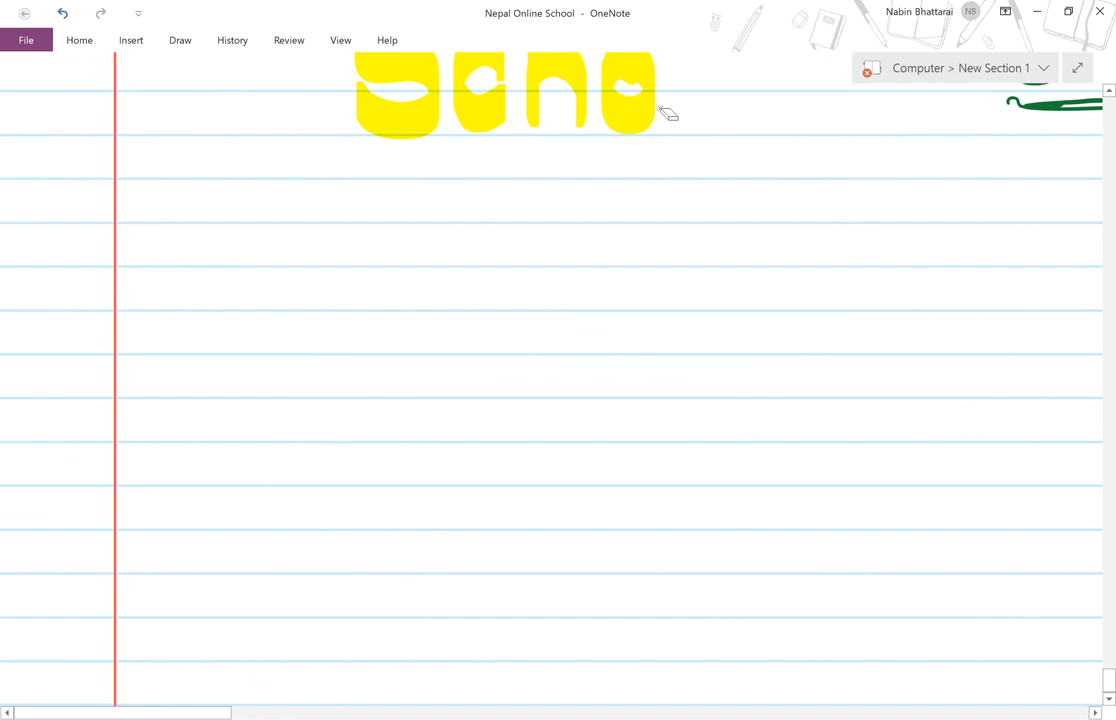 Nepal Online School - OneNote
Nabin Bhattarai NB
File Home Insert Draw History Review View Help
Computer > New Section 1